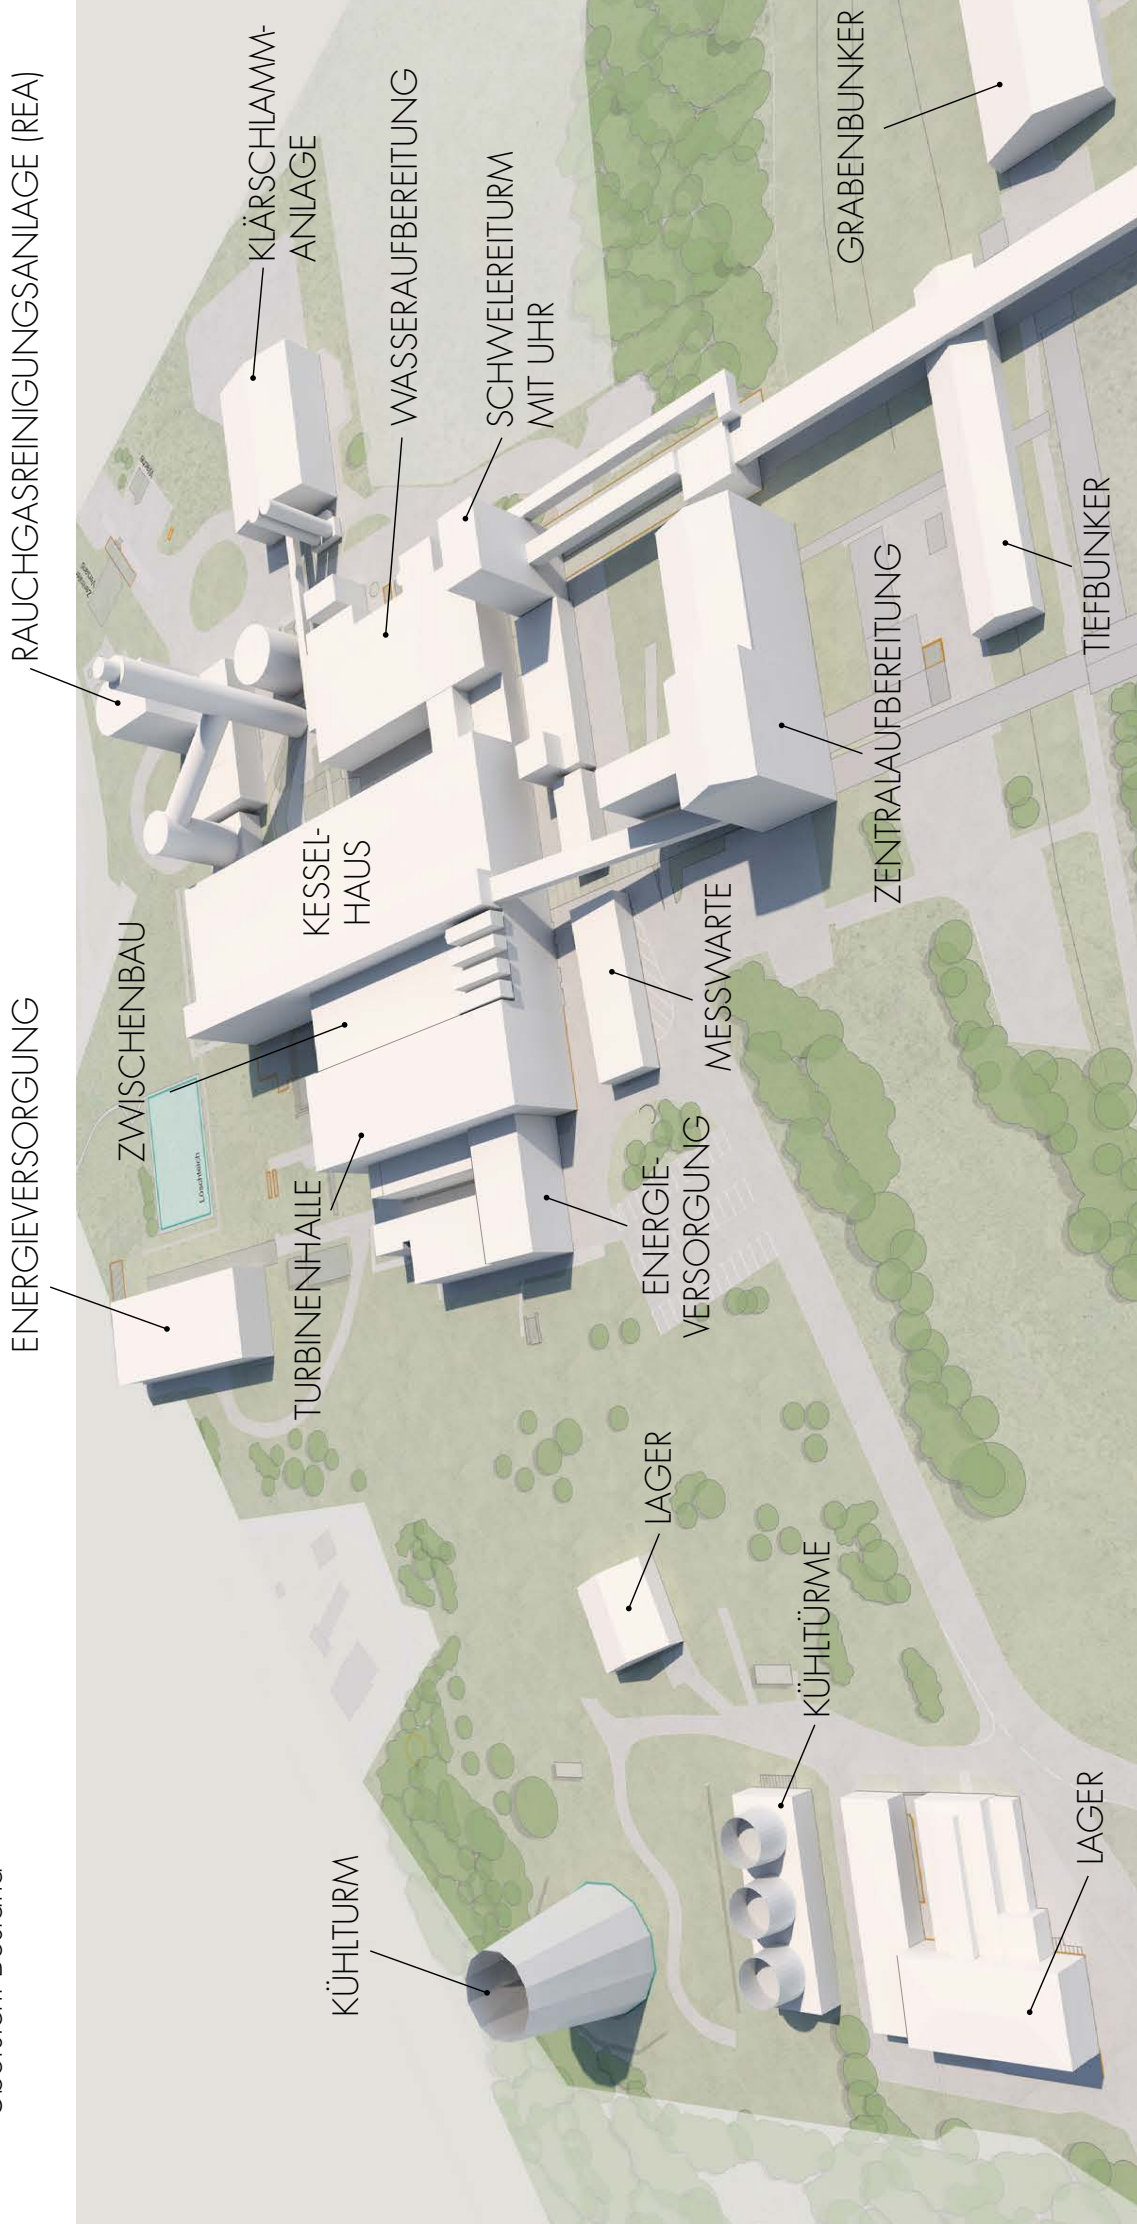 Übersicht Bestand
ENERGIEVERSORGUNG
RAUCHGASREINIGUNGSANLAGE (REA)
ZWISCHENBAU
Löschteich
KLÄRSCHLAMM-
ANLAGE
TURBINENHALLE
KESSEL-
HAUS
KÜHLTURM
WASSERAUFBEREITUNG
SCHWELEREITURM
MIT UHR
LAGER
ENERGIE-
VERSORGUNG
MESSWARTE
KÜHLTÜRME
ZENTRALAUFBEREITUNG
GRABENBUNKER
LAGER
TIEFBUNKER